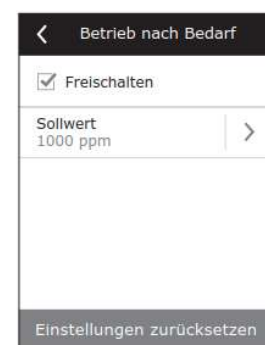 Betrieb nach Bedarf
Freischalten
Sollwert
1000 ppm
Einstellungen zurücksetzen